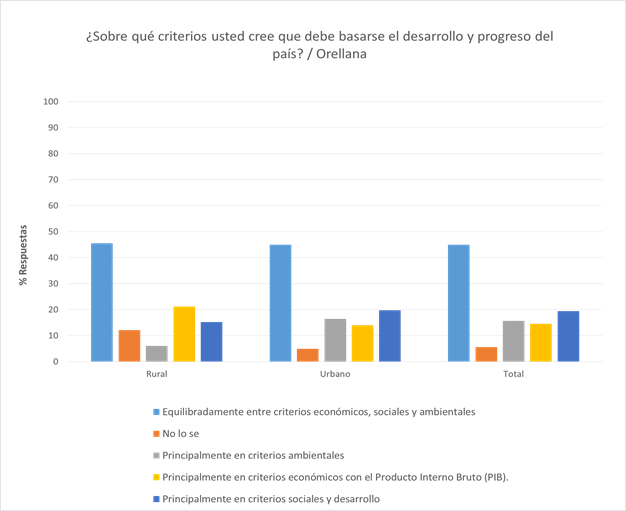 ¿Sobre qué criterios usted cree que debe basarse el desarrollo y progreso del
país? / Orellana
% Respuestas
100
90
80
70
60
50
40
30
20
10
0
Rural
Urbano
Total
Equilibradamente entre criterios económicos, sociales y ambientales
No lo se
Principalmente en criterios ambientales
Principalmente en criterios económicos con el Producto Interno Bruto (PIB).
Principalmente en criterios sociales y desarrollo